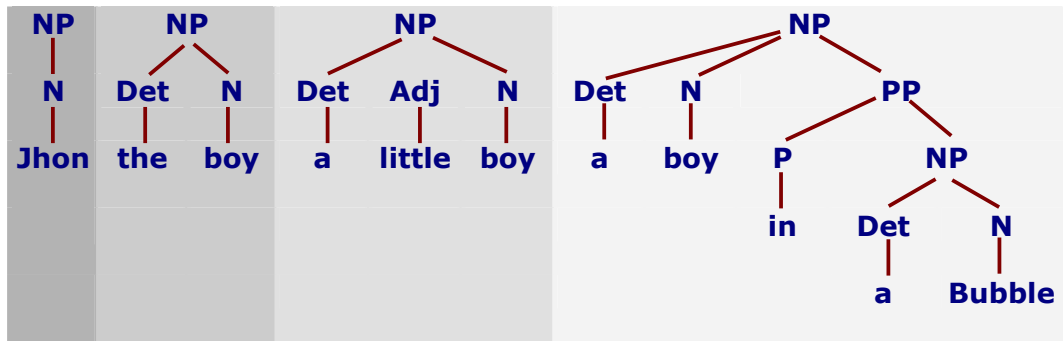 NP NP NP NP
N Det N Det Adj N Det N PP
Jhon the boy a little boy a boy P NP
in Det N
a Bubble